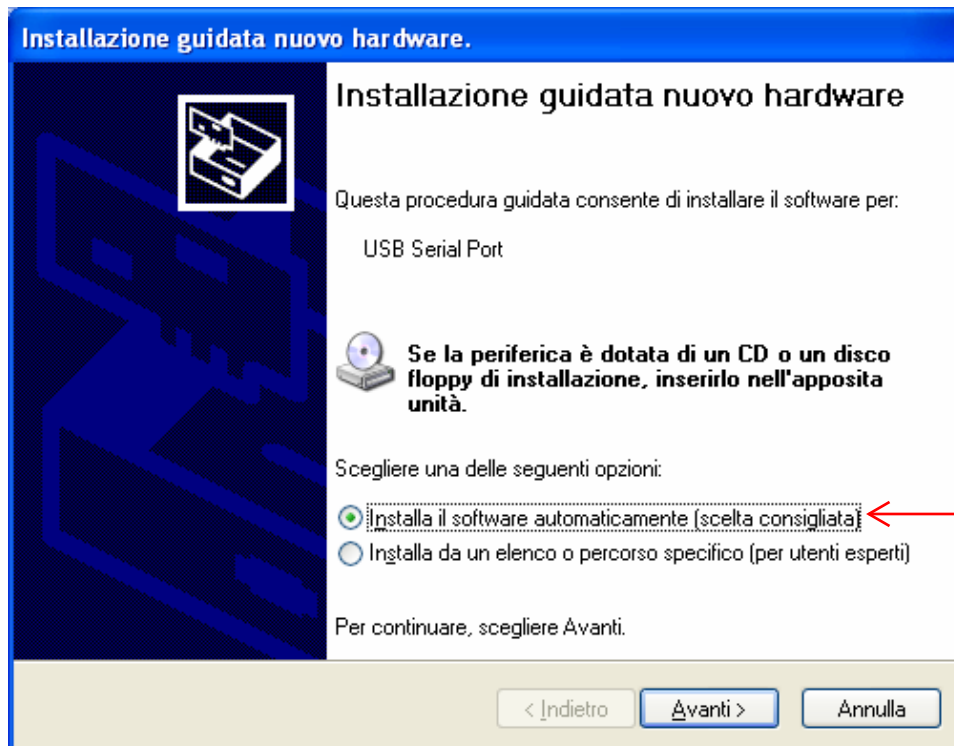 Installazione guidata nuovo hardware.
Installazione guidata nuovo hardware
Questa procedura guidata consente di installare il software per:
USB Serial Port
Se la periferica è dotata di un CD o un disco
floppy di installazione, inserirlo nell'apposita
unità.
Scegliere una delle seguenti opzioni:
Installa il software automaticamente (scelta consigliata)
Installa da un elenco o percorso specifico (per utenti esperti)
Per continuare, scegliere Avanti.
< Indietro Avanti > Annulla